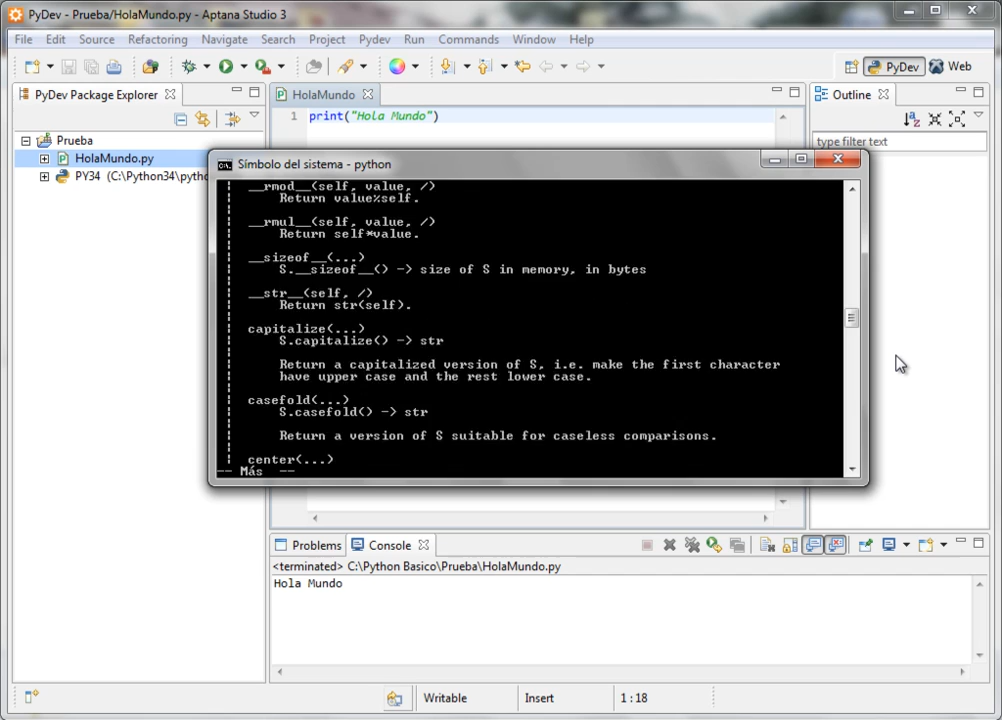 PyDev - Prueba/HolaMundo.py - Aptana Studio 3
File Edit Source Refactoring Navigate Search Project Pydev Run Commands Window Help
PyDev Web
PyDev Package Explorer
HolaMundo
Outline
1 print("Hola Mundo")
type filter text
Prueba
HolaMundo.py
PY34 (C:\Python34\pytho
Símbolo del sistema - python
__rmod__(self, value, /)
Return value%self.
__rmul__(self, value, /)
Return self*value.
__sizeof__(...)
S.__sizeof__() -> size of S in memory, in bytes
__str__(self, /)
Return str(self).
capitalize(...)
S.capitalize() -> str
Return a capitalized version of S, i.e. make the first character
have upper case and the rest lower case.
casefold(...)
S.casefold() -> str
Return a version of S suitable for caseless comparisons.
center(...)
-- Más --
Problems Console
<terminated> C:\Python Basico\Prueba\HolaMundo.py
Hola Mundo
Writable Insert 1 : 18